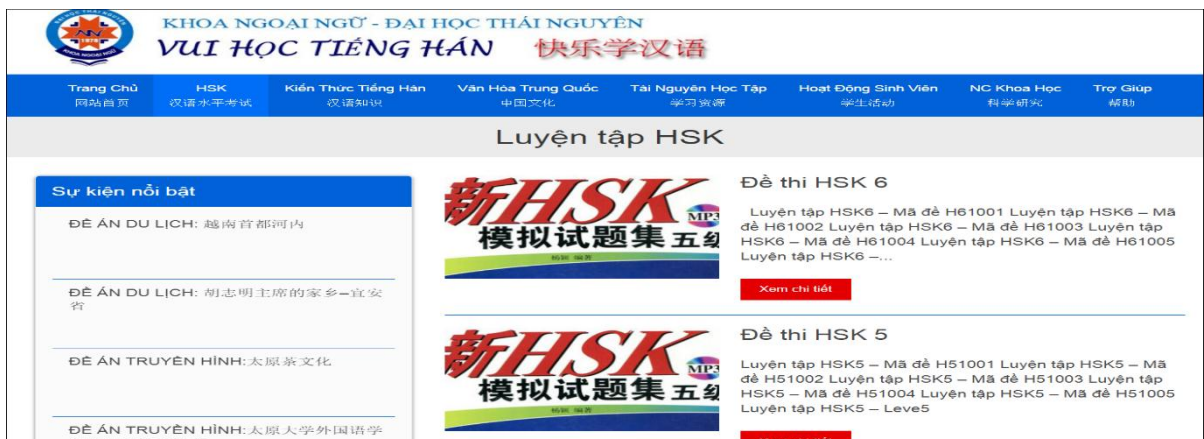 KHOA NGOẠI NGỮ - ĐẠI HỌC THÁI NGUYÊN
VUI HỌC TIẾNG HÁN 快乐学汉语
Trang Chủ HSK Kiến Thức Tiếng Hán Văn Hóa Trung Quốc Tài Nguyên Học Tập Hoạt Động Sinh Viên NC Khoa Học Trợ Giúp
网站首页 汉语水平考试 汉语知识 中国文化 学习资源 学生活动 科学研究 帮助
Luyện tập HSK
Sự kiện nổi bật
ĐỀ ÁN DU LỊCH: 越南首都河内
ĐỀ ÁN DU LỊCH: 胡志明主席的家乡–宜安
省
ĐỀ ÁN TRUYỀN HÌNH:太原茶文化
ĐỀ ÁN TRUYỀN HÌNH:太原大学外国语学
新HSK MP3
模拟试题集 五级
杨颖 编著
Đề thi HSK 6
Luyện tập HSK6 – Mã đề H61001 Luyện tập HSK6 – Mã
đề H61002 Luyện tập HSK6 – Mã đề H61003 Luyện tập
HSK6 – Mã đề H61004 Luyện tập HSK6 – Mã đề H61005
Luyện tập HSK6 –...
Xem chi tiết
新HSK MP3
模拟试题集 五级
杨颖 编著
Đề thi HSK 5
Luyện tập HSK5 – Mã đề H51001 Luyện tập HSK5 – Mã
đề H51002 Luyện tập HSK5 – Mã đề H51003 Luyện tập
HSK5 – Mã đề H51004 Luyện tập HSK5 – Mã đề H51005
Luyện tập HSK5 – Leve5